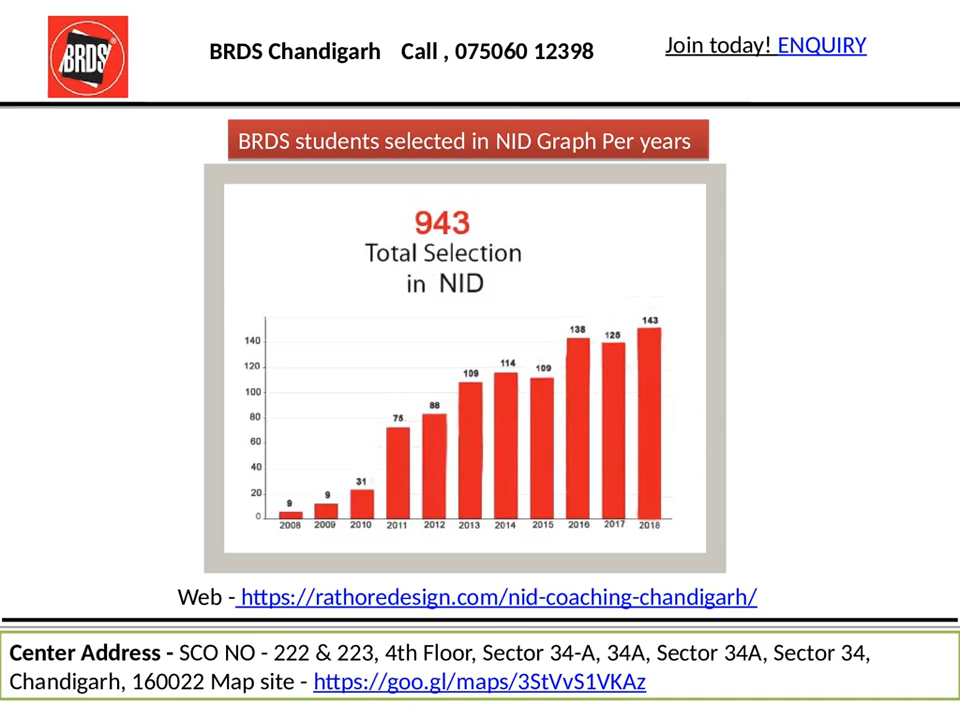 BRDS®
BRDS Chandigarh Call , 075060 12398
Join today! ENQUIRY
BRDS students selected in NID Graph Per years
943
Total Selection
in NID
140
120
100
80
60
40
20
0
9
9
31
75
88
109
114
109
138
125
143
2008 2009 2010 2011 2012 2013 2014 2015 2016 2017 2018
Web - https://rathoredesign.com/nid-coaching-chandigarh/
Center Address - SCO NO - 222 & 223, 4th Floor, Sector 34-A, 34A, Sector 34A, Sector 34,
Chandigarh, 160022 Map site - https://goo.gl/maps/3StVvS1VKAz